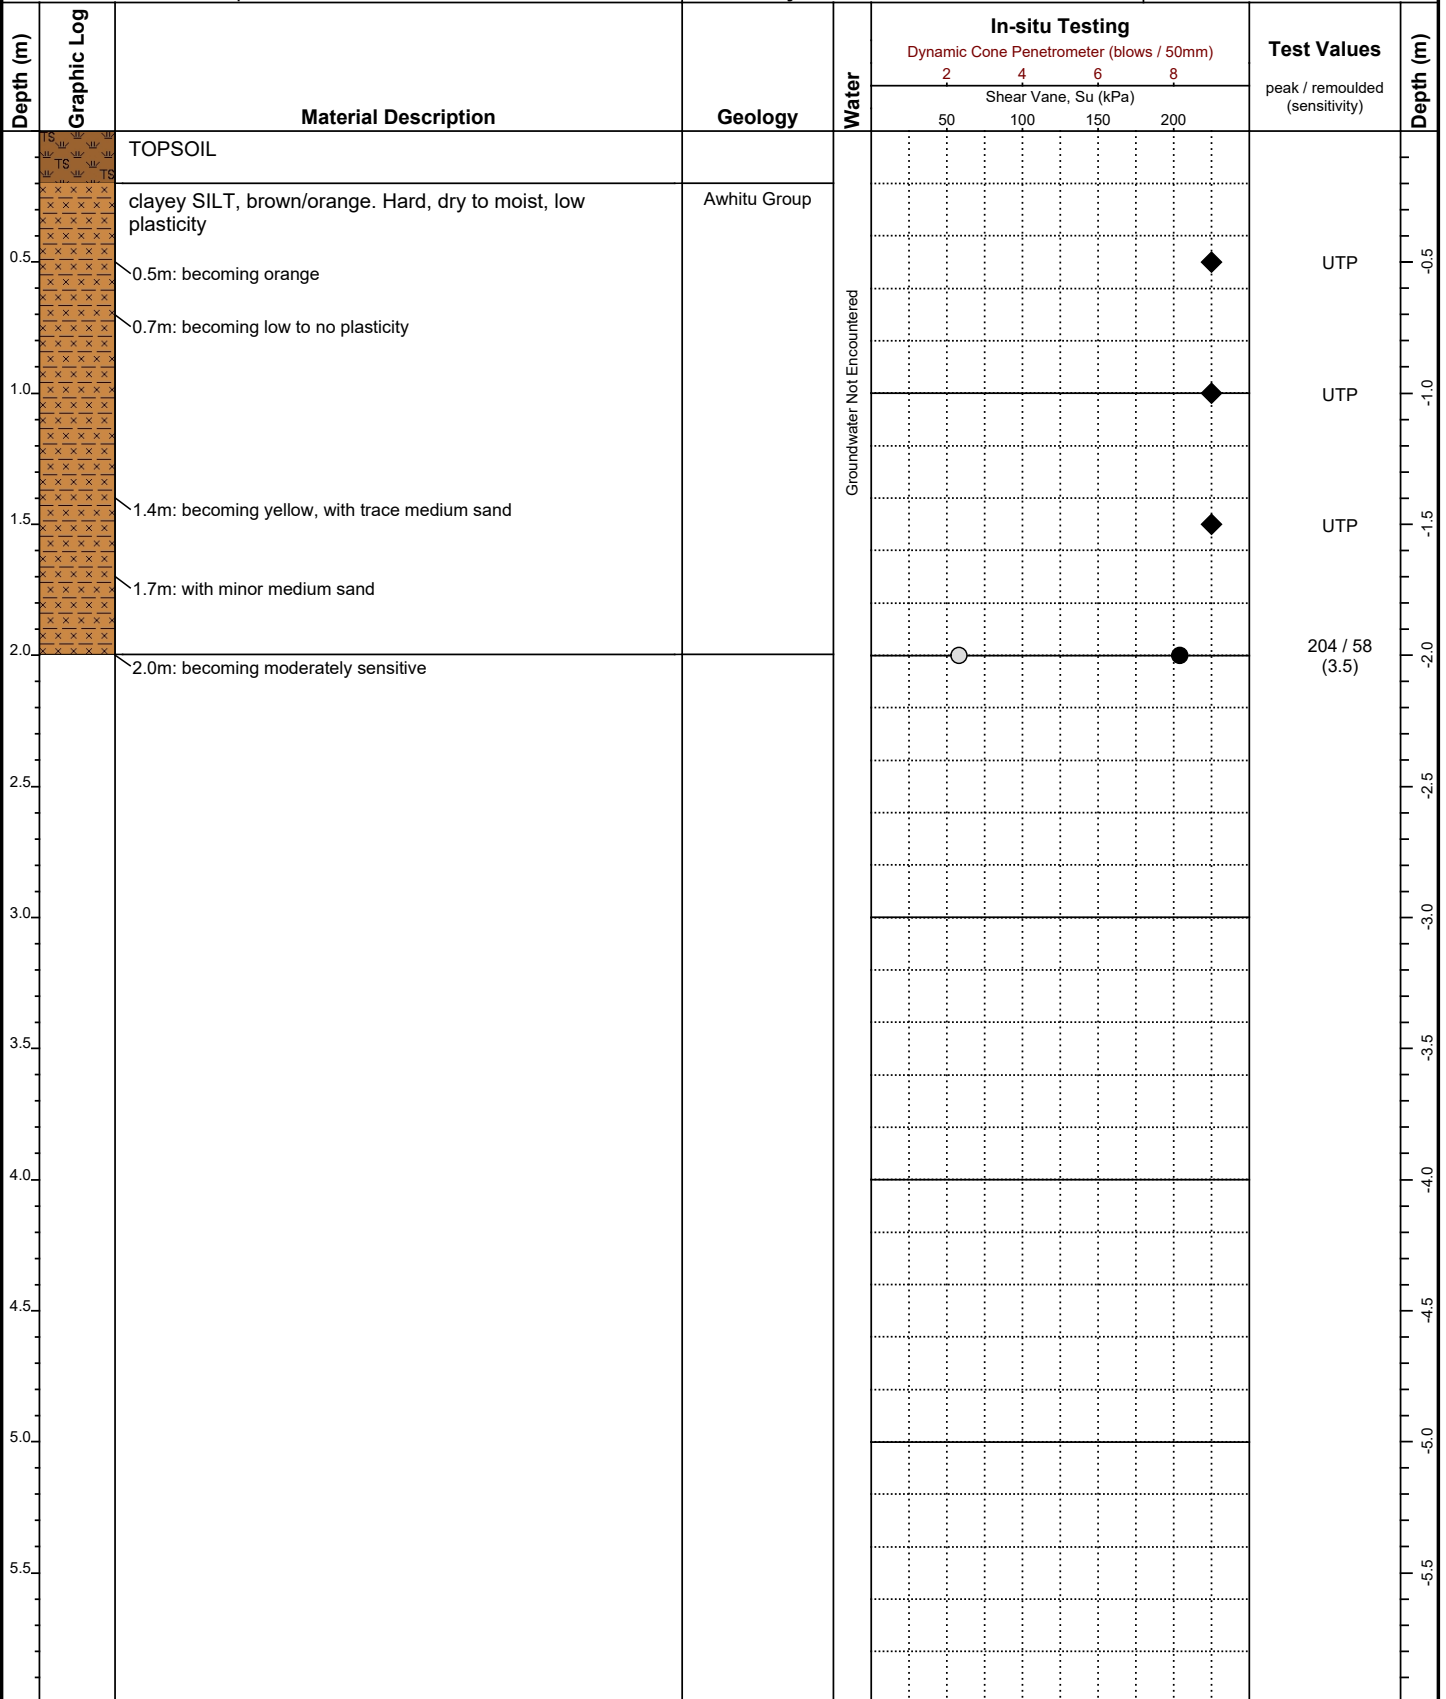 Depth (m)
Graphic Log
Material Description
Geology
Water
In-situ Testing
Dynamic Cone Penetrometer (blows / 50mm)
2 4 6 8
Shear Vane, Su (kPa)
50 100 150 200
Test Values
peak / remoulded
(sensitivity)
Depth (m)
TS
TS
TS
TOPSOIL
clayey SILT, brown/orange. Hard, dry to moist, low
plasticity
Awhitu Group
0.5
0.5m: becoming orange
UTP
-0.5
0.7m: becoming low to no plasticity
Groundwater Not Encountered
1.0
UTP
-1.0
1.4m: becoming yellow, with trace medium sand
1.5
UTP
-1.5
1.7m: with minor medium sand
2.0
2.0m: becoming moderately sensitive
204 / 58
(3.5)
-2.0
2.5
-2.5
3.0
-3.0
3.5
-3.5
4.0
-4.0
4.5
-4.5
5.0
-5.0
5.5
-5.5